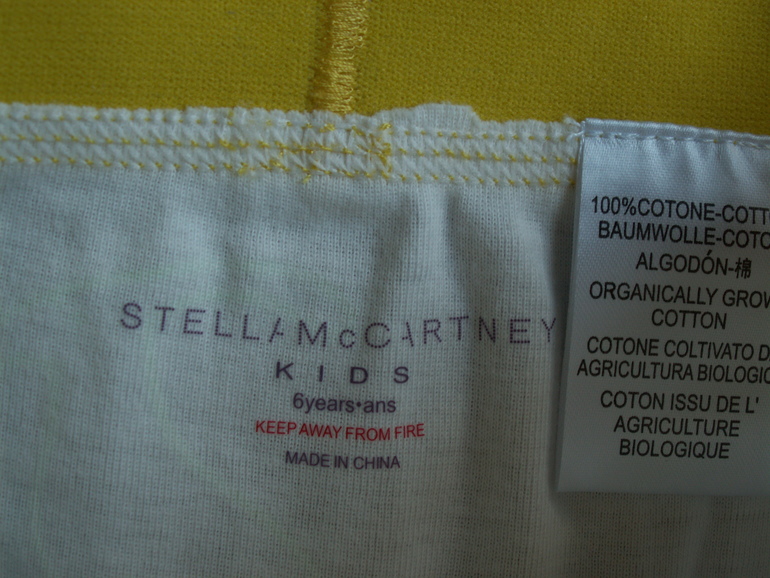 STELLA McCARTNEY
KIDS
6years•ans
KEEP AWAY FROM FIRE
MADE IN CHINA
100%COTONE-COTT
BAUMWOLLE-COTO
ALGODÓN-棉
ORGANICALLY GROW
COTTON
COTONE COLTIVATO D
AGRICULTURA BIOLOGIC
COTON ISSU DE L'
AGRICULTURE
BIOLOGIQUE